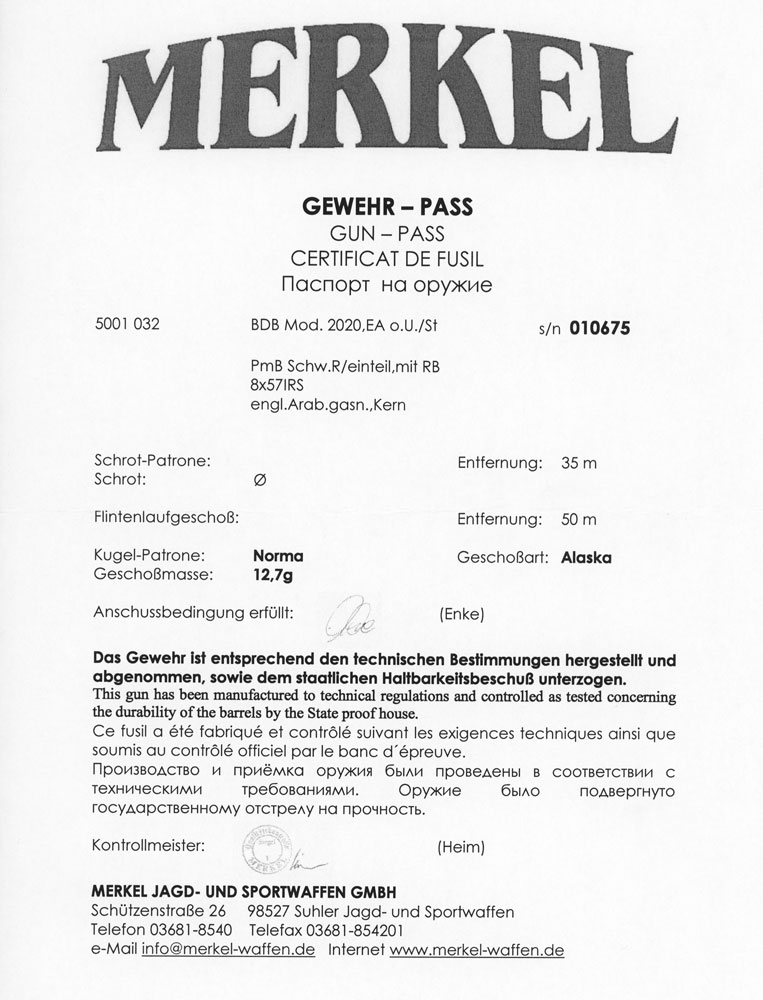 MERKEL
GEWEHR – PASS
GUN – PASS
CERTIFICAT DE FUSIL
Паспорт на оружие
5001 032 BDB Mod. 2020,EA o.U./St s/n 010675
PmB Schw.R/einteil,mit RB
8x57IRS
engl.Arab.gasn.,Kern
Schrot-Patrone: Entfernung: 35 m
Schrot: Ø
Flintenlaufgeschoß: Entfernung: 50 m
Kugel-Patrone: Norma Geschoßart: Alaska
Geschoßmasse: 12,7g
Anschussbedingung erfüllt: (Enke)
Das Gewehr ist entsprechend den technischen Bestimmungen hergestellt und
abgenommen, sowie dem staatlichen Haltbarkeitsbeschuß unterzogen.
This gun has been manufactured to technical regulations and controlled as tested concerning
the durability of the barrels by the State proof house.
Ce fusil a été fabriqué et contrôlé suivant les exigences techniques ainsi que
soumis au contrôlé officiel par le banc d´épreuve.
Производство и приёмка оружия были проведены в соответствии с
техническими требованиями. Оружие было подвергнуто
государственному отстрелу на прочность.
Kontrollmeister: (Heim)
MERKEL
MERKEL JAGD- UND SPORTWAFFEN GMBH
Schützenstraße 26 98527 Suhler Jagd- und Sportwaffen
Telefon 03681-8540 Telefax 03681-854201
e-Mail info@merkel-waffen.de Internet www.merkel-waffen.de